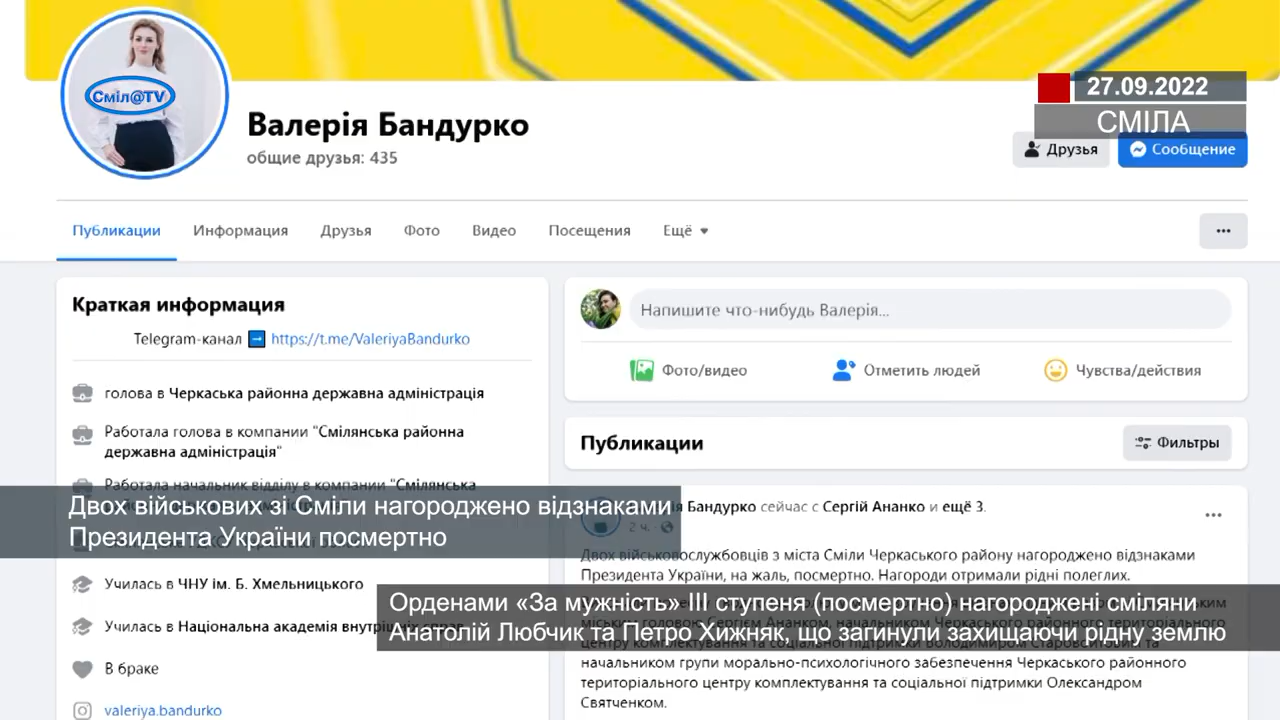 Сміл@TV
Валерія Бандурко
общие друзья: 435
27.09.2022
СМІЛА
Друзья
Сообщение
Публикации
Информация
Друзья
Фото
Видео
Посещения
Ещё
Краткая информация
Telegram-канал https://t.me/ValeriyaBandurko
голова в Черкаська районна державна адміністрація
Работала голова в компании "Смілянська районна
державна адміністрація"
Работала начальник відділу в компании "Смілянська
Двох військових зі Сміли нагороджено відзнаками
Президента України посмертно
Училась в ЧНУ ім. Б. Хмельницького
Училась в Національна академія внутрішніх справ
В браке
valeriya.bandurko
Напишите что-нибудь Валерія...
Фото/видео
Отметить людей
Чувства/действия
Публикации
Фильтры
Бандурко сейчас с Сергій Ананко и ещё 3.
2 ч.
Двох військовослужбовців з міста Сміли Черкаського району нагороджено відзнаками
Президента України, на жаль, посмертно. Нагороди отримали рідні полеглих.
Орденами «За мужність» ІІІ ступеня (посмертно) нагороджені сміляни
Анатолій Любчик та Петро Хижняк, що загинули захищаючи рідну землю
центру комплектування та соціальної підтримки Володимиром Старовойтовим та
начальником групи морально-психологічного забезпечення Черкаського районного
територіального центру комплектування та соціальної підтримки Олександром
Святченком.